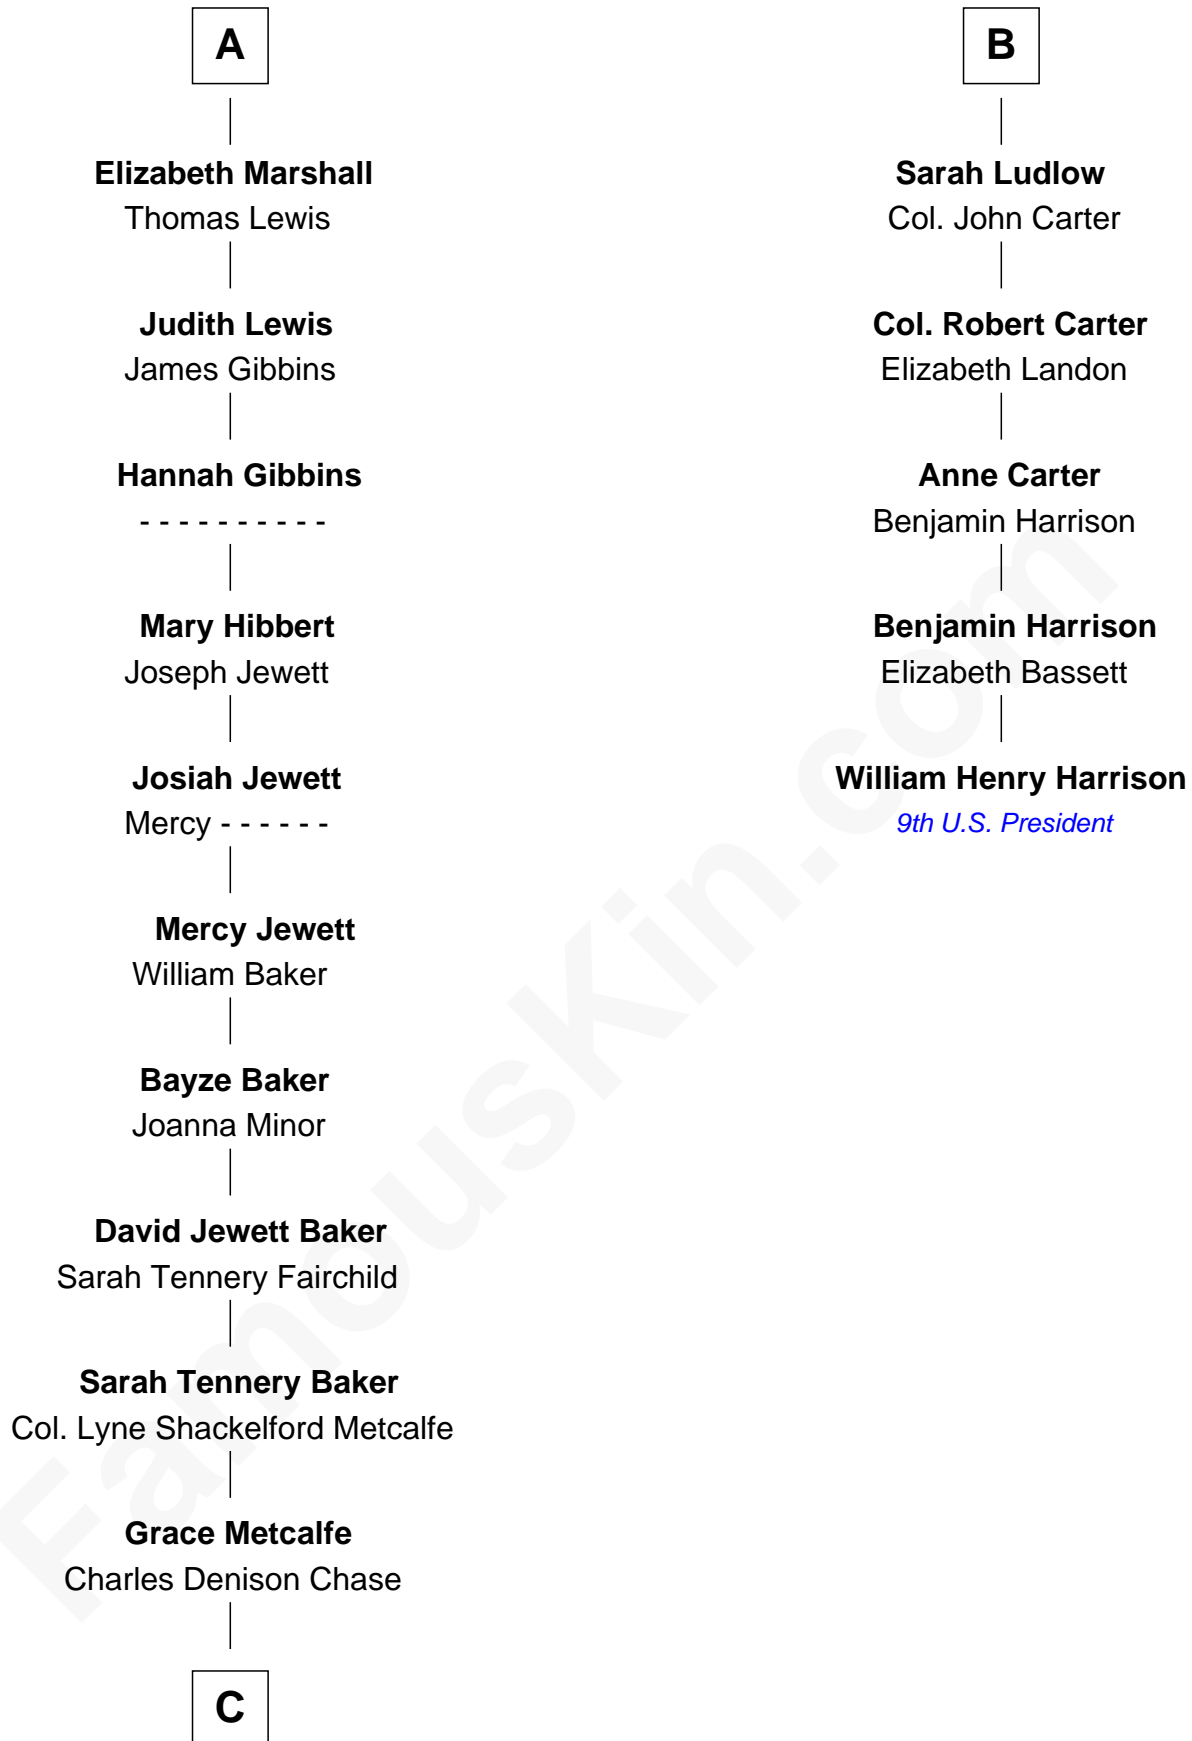 A
Elizabeth Marshall
Thomas Lewis
Judith Lewis
James Gibbins
Hannah Gibbins
- - - - - - - - - -
Mary Hibbert
Joseph Jewett
Josiah Jewett
Mercy - - - - - -
Mercy Jewett
William Baker
Bayze Baker
Joanna Minor
David Jewett Baker
Sarah Tennery Fairchild
Sarah Tennery Baker
Col. Lyne Shackelford Metcalfe
Grace Metcalfe
Charles Denison Chase
C
B
Sarah Ludlow
Col. John Carter
Col. Robert Carter
Elizabeth Landon
Anne Carter
Benjamin Harrison
Benjamin Harrison
Elizabeth Bassett
William Henry Harrison
9th U.S. President
FamousKin.com